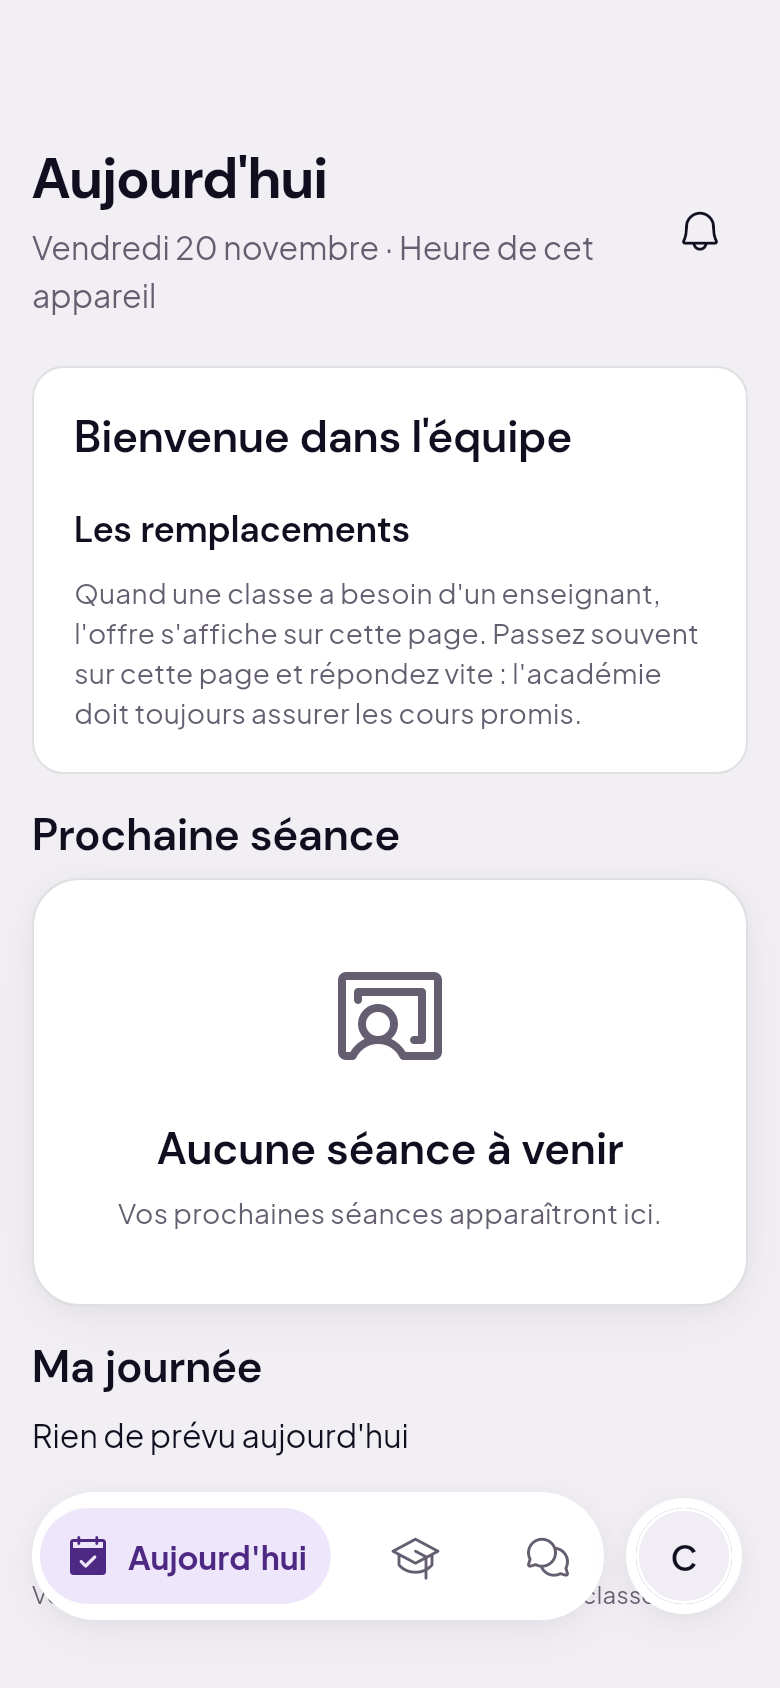 Aujourd'hui
Vendredi 20 novembre · Heure de cet
appareil
Bienvenue dans l'équipe
Les remplacements
Quand une classe a besoin d'un enseignant,
l'offre s'affiche sur cette page. Passez souvent
sur cette page et répondez vite : l'académie
doit toujours assurer les cours promis.
Prochaine séance
Aucune séance à venir
Vos prochaines séances apparaîtront ici.
Ma journée
Rien de prévu aujourd'hui
Aujourd'hui
C